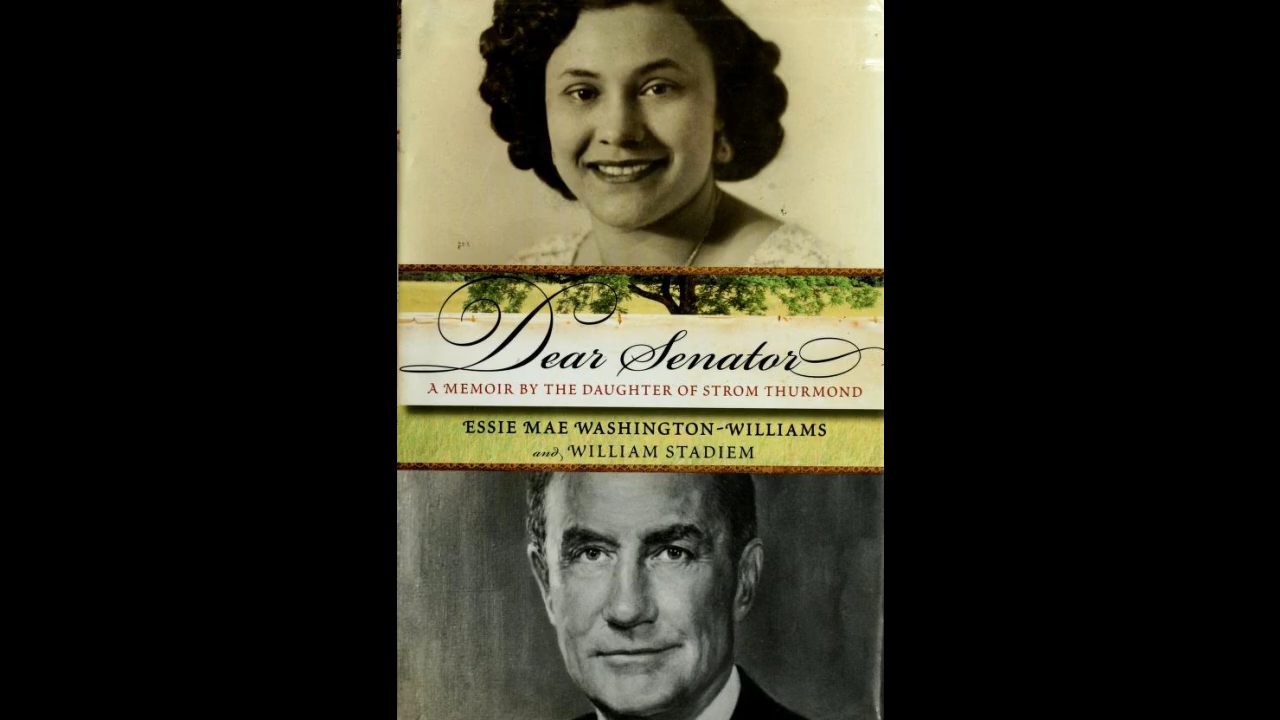 Dear Senator
A MEMOIR BY THE DAUGHTER OF STROM THURMOND
ESSIE MAE WASHINGTON-WILLIAMS
and WILLIAM STADIEM